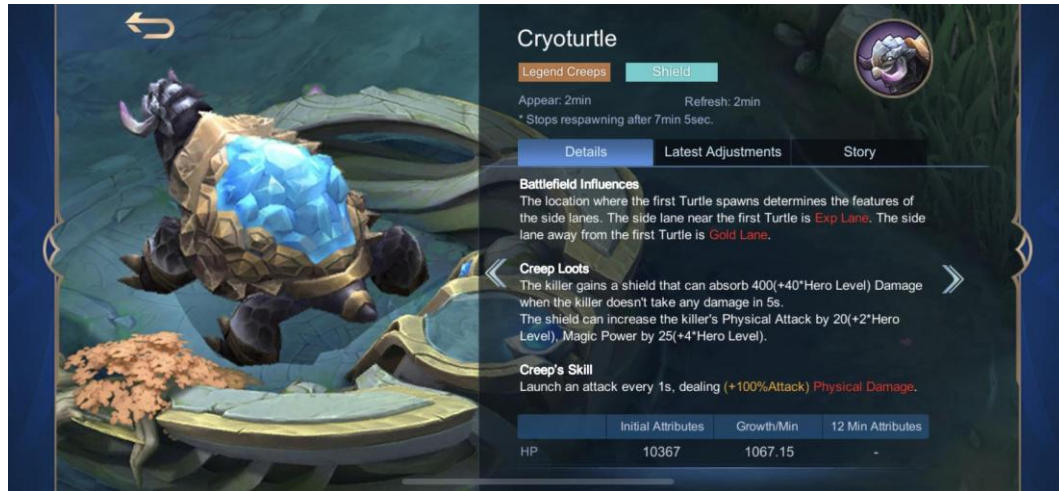 Cryoturtle
Legend Creeps Shield
Appear: 2min Refresh: 2min
* Stops respawning after 7min 5sec.
Details Latest Adjustments Story
Battlefield Influences
The location where the first Turtle spawns determines the features of
the side lanes. The side lane near the first Turtle is Exp Lane. The side
lane away from the first Turtle is Gold Lane.
Creep Loots
The killer gains a shield that can absorb 400(+40*Hero Level) Damage
when the killer doesn't take any damage in 5s.
The shield can increase the killer's Physical Attack by 20(+2*Hero
Level), Magic Power by 25(+4*Hero Level).
Creep's Skill
Launch an attack every 1s, dealing (+100%Attack) Physical Damage.
Initial Attributes Growth/Min 12 Min Attributes
HP 10367 1067.15 -